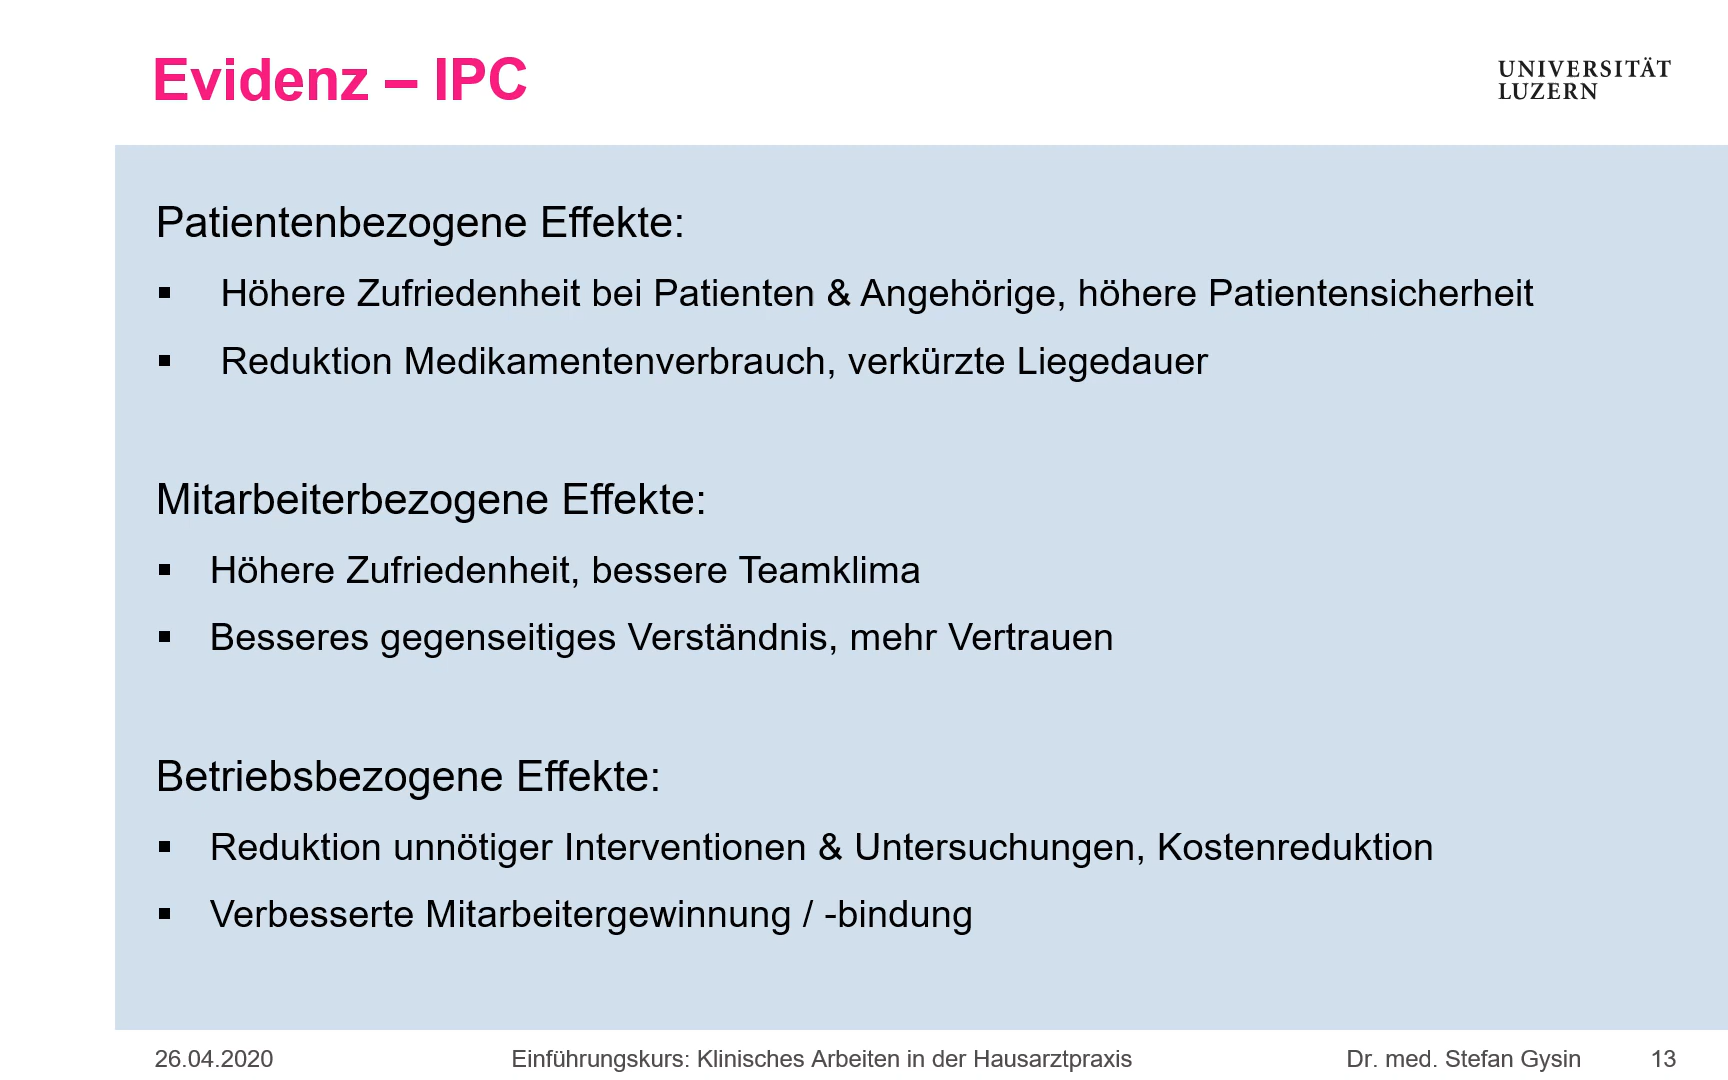 Evidenz – IPC
UNIVERSITÄT
LUZERN
Patientenbezogene Effekte:
▪ Höhere Zufriedenheit bei Patienten & Angehörige, höhere Patientensicherheit
▪ Reduktion Medikamentenverbrauch, verkürzte Liegedauer
Mitarbeiterbezogene Effekte:
▪ Höhere Zufriedenheit, bessere Teamklima
▪ Besseres gegenseitiges Verständnis, mehr Vertrauen
Betriebsbezogene Effekte:
▪ Reduktion unnötiger Interventionen & Untersuchungen, Kostenreduktion
▪ Verbesserte Mitarbeitergewinnung / -bindung
26.04.2020 Einführungskurs: Klinisches Arbeiten in der Hausarztpraxis Dr. med. Stefan Gysin 13